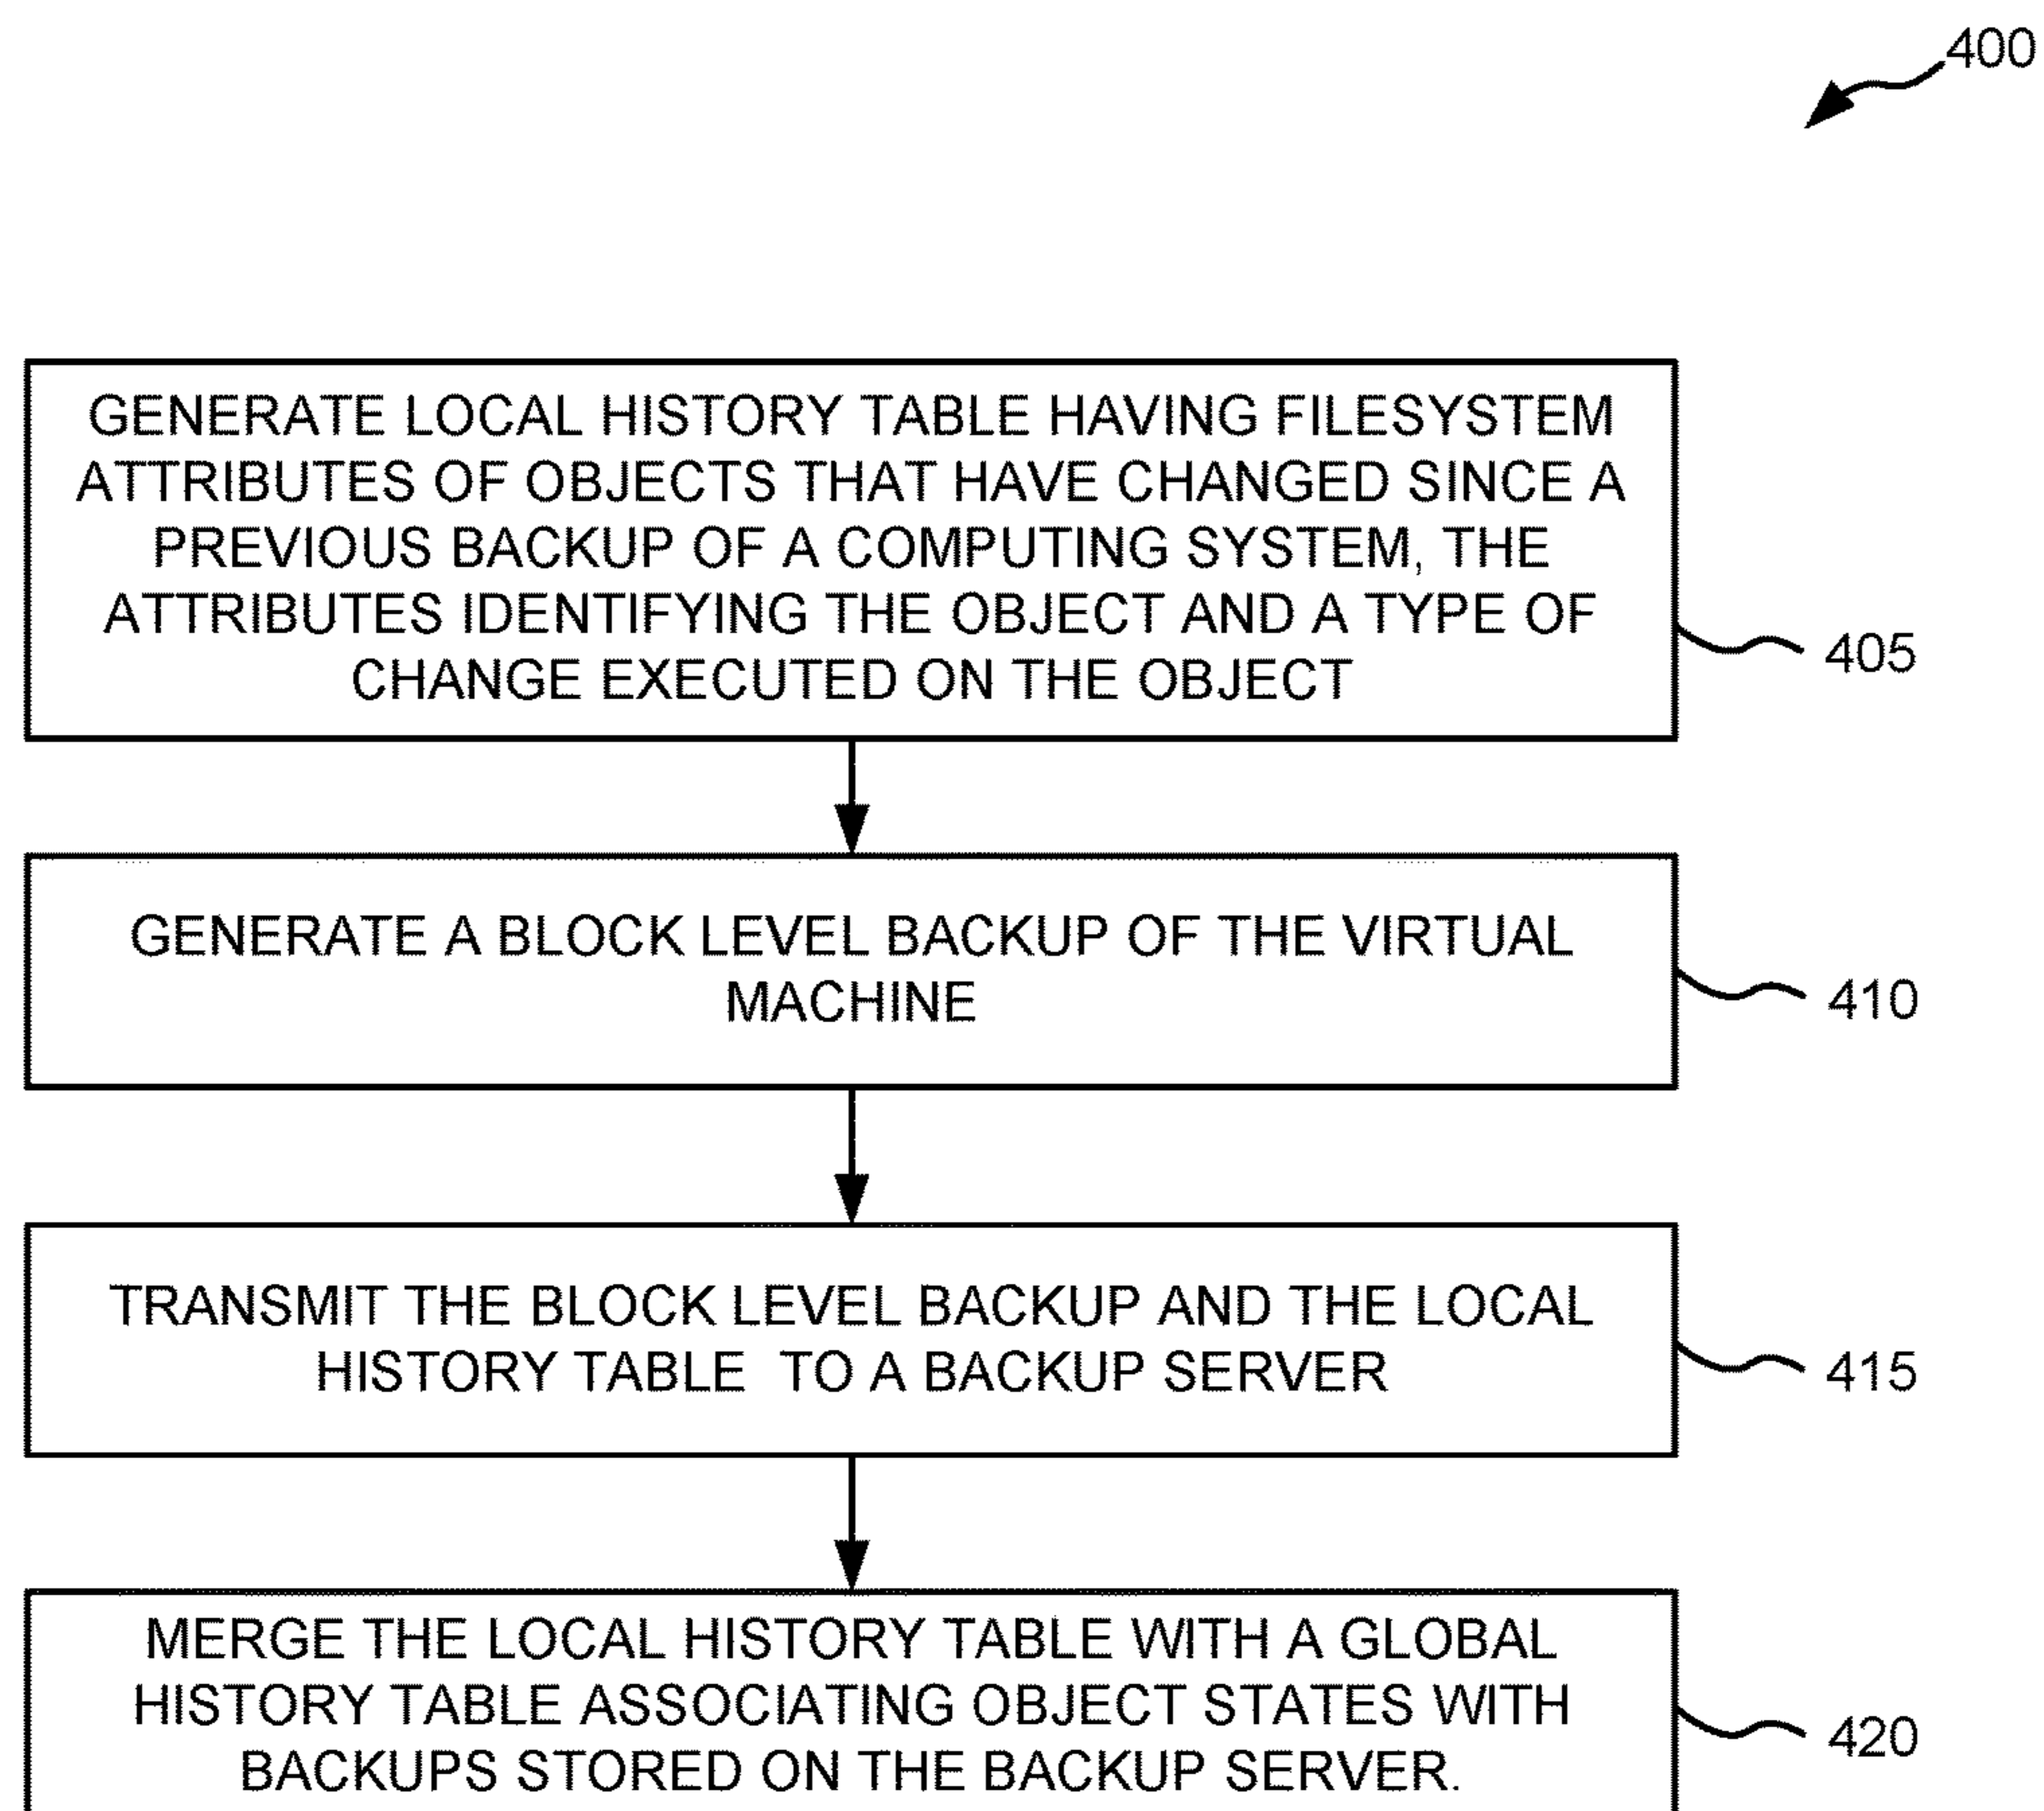 400
GENERATE LOCAL HISTORY TABLE HAVING FILESYSTEM
ATTRIBUTES OF OBJECTS THAT HAVE CHANGED SINCE A
PREVIOUS BACKUP OF A COMPUTING SYSTEM, THE
ATTRIBUTES IDENTIFYING THE OBJECT AND A TYPE OF
CHANGE EXECUTED ON THE OBJECT
405
GENERATE A BLOCK LEVEL BACKUP OF THE VIRTUAL
MACHINE
410
TRANSMIT THE BLOCK LEVEL BACKUP AND THE LOCAL
HISTORY TABLE TO A BACKUP SERVER
415
MERGE THE LOCAL HISTORY TABLE WITH A GLOBAL
HISTORY TABLE ASSOCIATING OBJECT STATES WITH
BACKUPS STORED ON THE BACKUP SERVER.
420